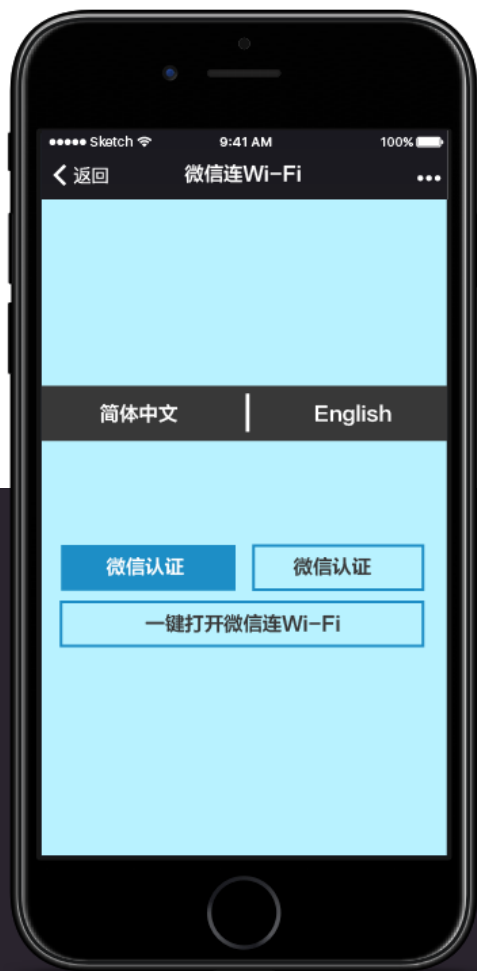 Sketch 9:41 AM 100%
返回 微信连Wi-Fi
简体中文 English
微信认证 微信认证
一键打开微信连Wi-Fi